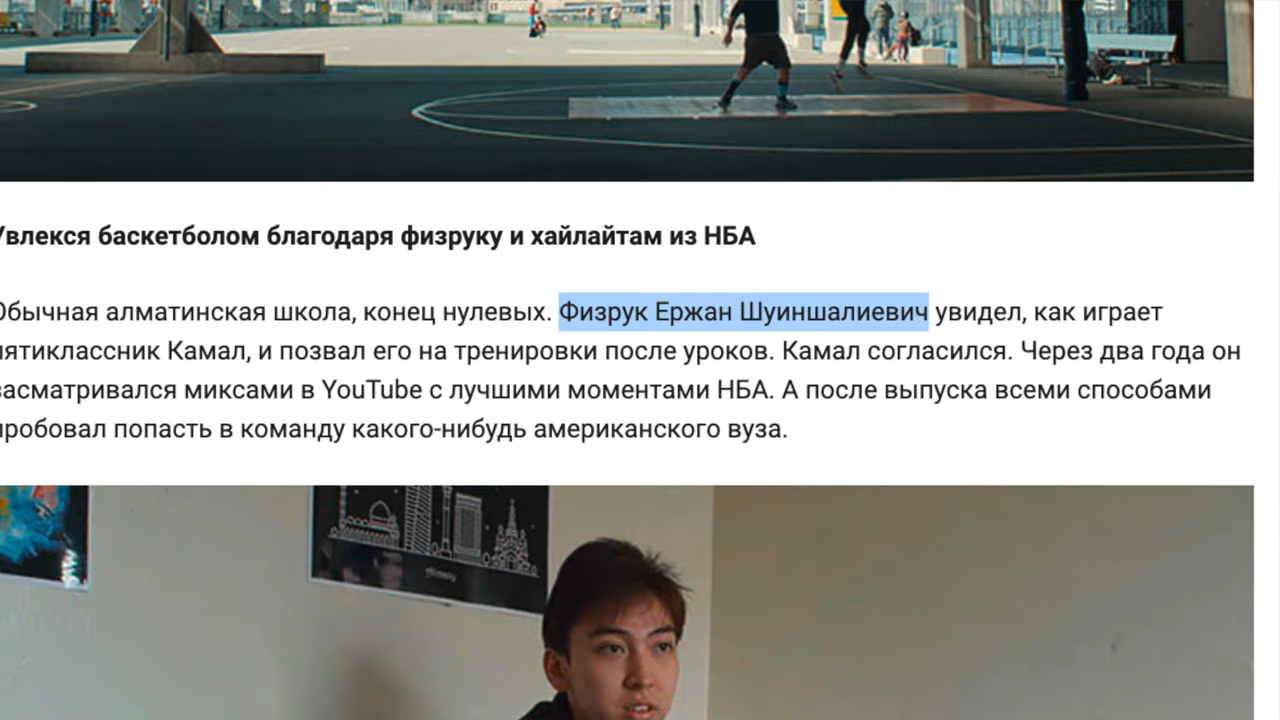 Увлекся баскетболом благодаря физруку и хайлайтам из НБА
Обычная алматинская школа, конец нулевых. Физрук Ержан Шуиншалиевич увидел, как играет
пятиклассник Камал, и позвал его на тренировки после уроков. Камал согласился. Через два года он
засматривался миксами в YouTube с лучшими моментами НБА. А после выпуска всеми способами
пробовал попасть в команду какого-нибудь американского вуза.